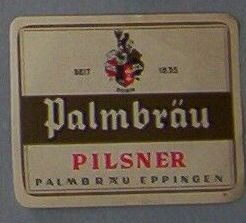 SEIT 1835
Palmbräu
PILSNER
PALMBRÄU EPPINGEN